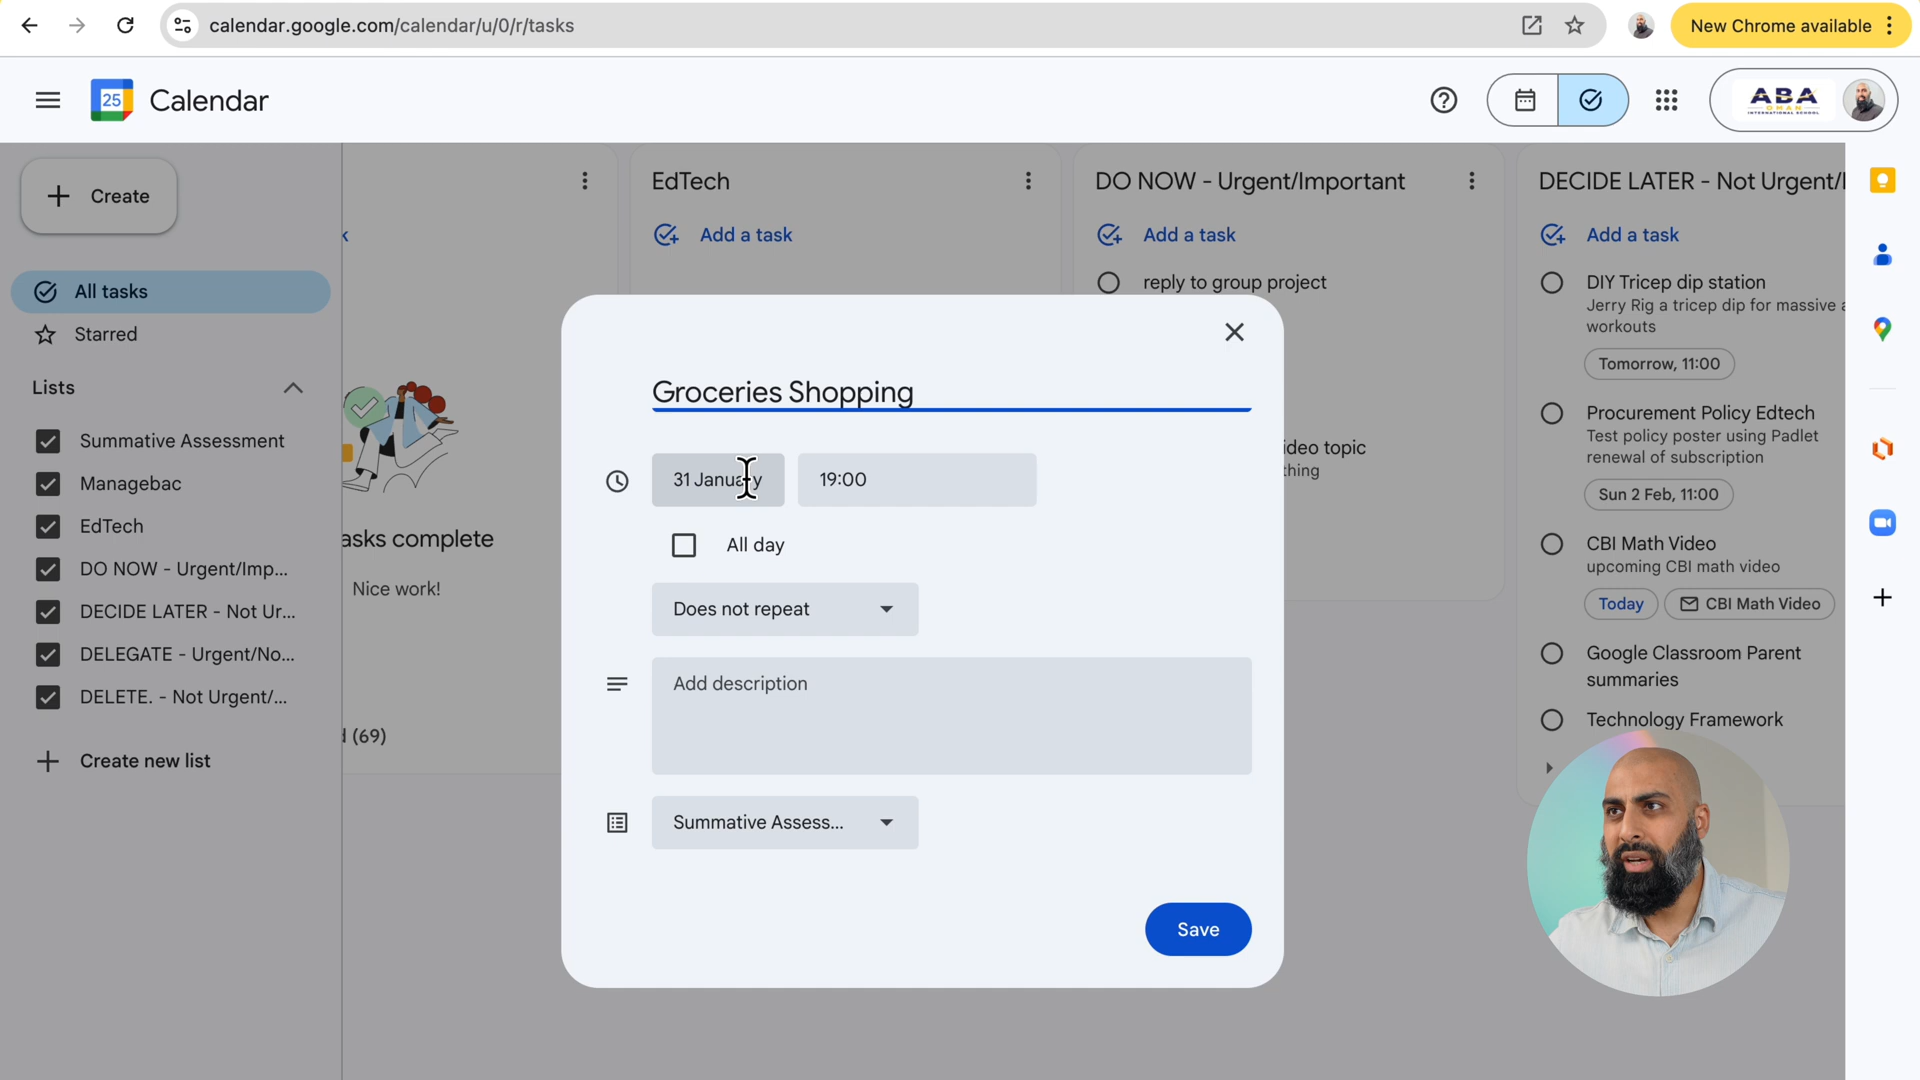 calendar.google.com/calendar/u/0/r/tasks
New Chrome available
25
Calendar
ABA
OMAN
INTERNATIONAL SCHOOL
Create
All tasks
Starred
Lists
Summative Assessment
Managebac
EdTech
DO NOW - Urgent/Imp...
DECIDE LATER - Not Ur...
DELEGATE - Urgent/No...
DELETE. - Not Urgent/...
Create new list
k
asks complete
Nice work!
(69)
EdTech
Add a task
DO NOW - Urgent/Important
Add a task
reply to group project
ideo topic
thing
DECIDE LATER - Not Urgent/I
Add a task
DIY Tricep dip station
Jerry Rig a tricep dip for massive a
workouts
Tomorrow, 11:00
Procurement Policy Edtech
Test policy poster using Padlet
renewal of subscription
Sun 2 Feb, 11:00
CBI Math Video
upcoming CBI math video
Today
CBI Math Video
Google Classroom Parent
summaries
Technology Framework
Groceries Shopping
31 January
19:00
All day
Does not repeat
Add description
Summative Assess...
Save